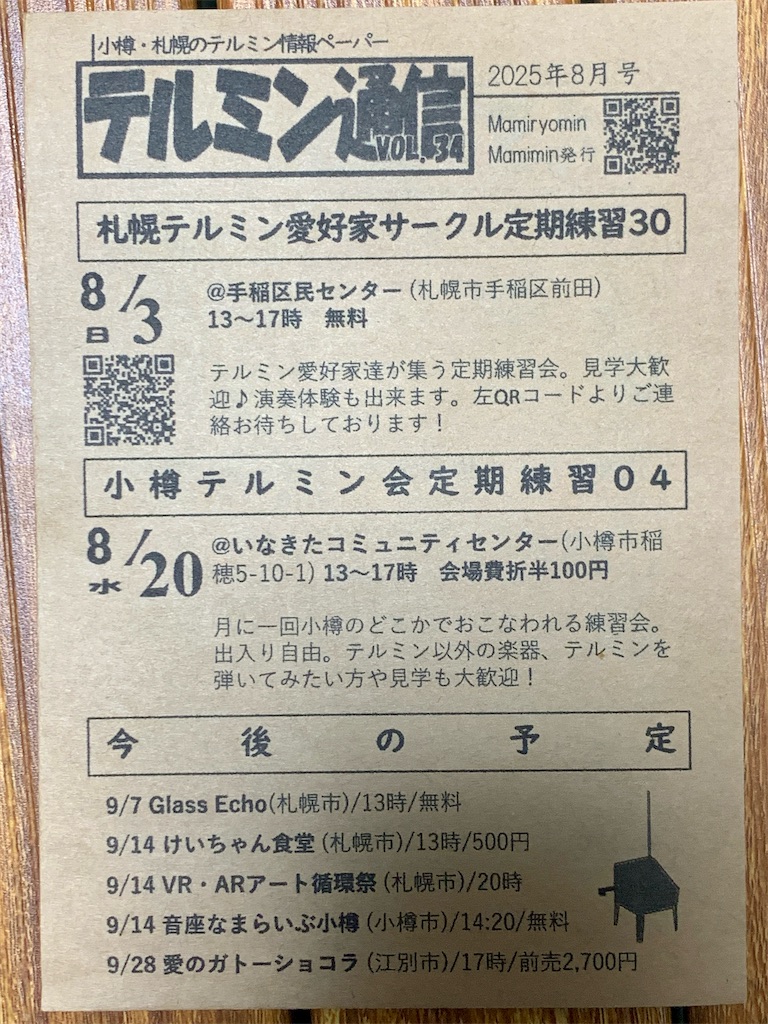 小樽・札幌のテルミン情報ペーパー
テルミン通信
VOL. 34
2025年8月号
Mamiryomin
Mamimin発行
札幌テルミン愛好家サークル定期練習30
8/3
日
@手稲区民センター (札幌市手稲区前田)
13〜17時 無料
テルミン愛好家達が集う定期練習会。見学大歓
迎♪演奏体験も出来ます。左QRコードよりご連
絡お待ちしております！
小樽テルミン会定期練習04
8/20
水
@いなきたコミュニティセンター(小樽市稲
穂5-10-1) 13〜17時 会場費折半100円
月に一回小樽のどこかでおこなわれる練習会。
出入り自由。テルミン以外の楽器、テルミンを
弾いてみたい方や見学も大歓迎！
今後の予定
9/7 Glass Echo(札幌市)/13時/無料
9/14 けいちゃん食堂 (札幌市)/13時/500円
9/14 VR・ARアート循環祭 (札幌市)/20時
9/14 音座なまらいぶ小樽 (小樽市)/14:20/無料
9/28 愛のガトーショコラ (江別市)/17時/前売2,700円